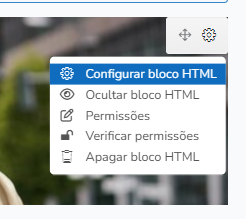 Configurar bloco HTML
Ocultar bloco HTML
Permissões
Verificar permissões
Apagar bloco HTML